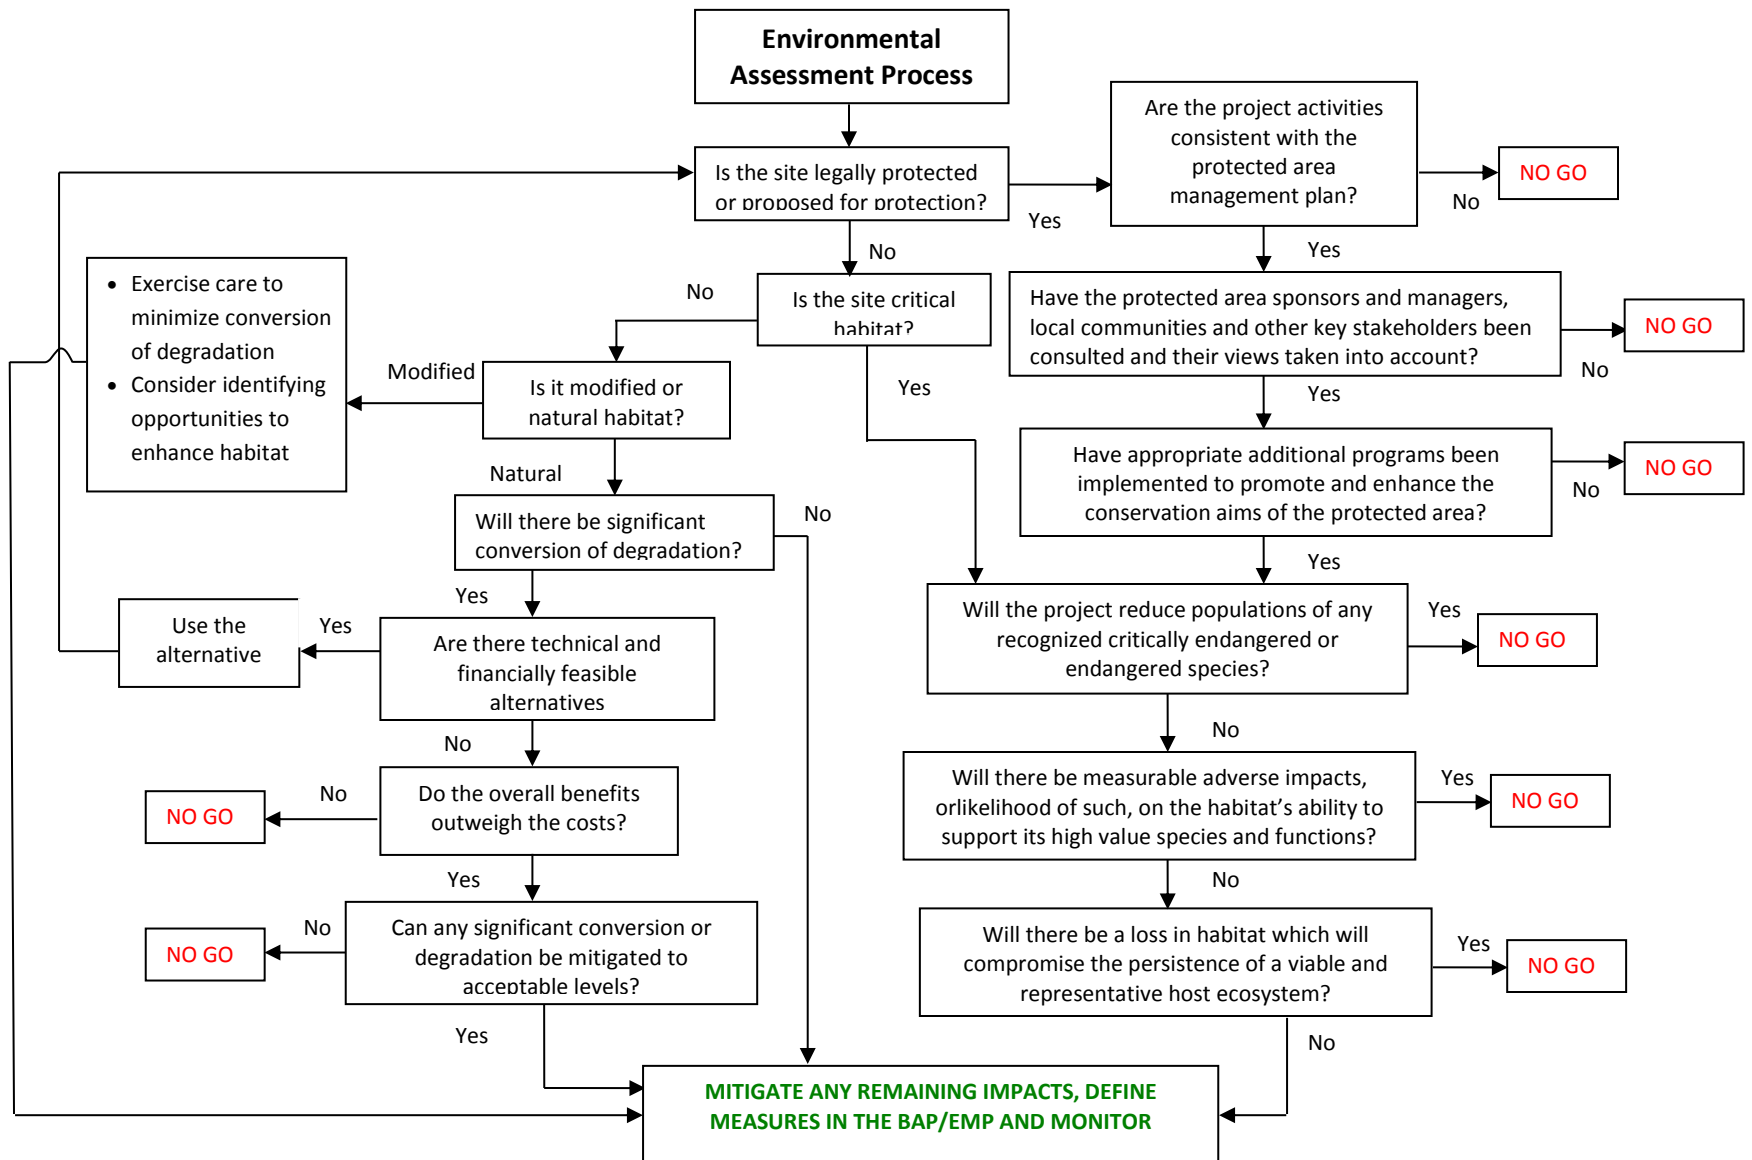 Environmental
Assessment Process
Are the project activities
consistent with the
protected area
management plan?
NO GO
No
Is the site legally protected
or proposed for protection?
Yes
Yes
No
• Exercise care to
minimize conversion
of degradation
• Consider identifying
opportunities to
enhance habitat
No
Is the site critical
habitat?
Have the protected area sponsors and managers,
local communities and other key stakeholders been
consulted and their views taken into account?
NO GO
No
Modified
Is it modified or
natural habitat?
Yes
Yes
Natural
Have appropriate additional programs been
implemented to promote and enhance the
conservation aims of the protected area?
NO GO
No
Will there be significant
conversion of degradation?
No
Yes
Yes
Use the
alternative
Yes
Are there technical and
financially feasible
alternatives
Will the project reduce populations of any
recognized critically endangered or
endangered species?
Yes
NO GO
No
No
NO GO
No
Do the overall benefits
outweigh the costs?
Will there be measurable adverse impacts,
orlikelihood of such, on the habitat’s ability to
support its high value species and functions?
Yes
NO GO
Yes
No
NO GO
No
Can any significant conversion or
degradation be mitigated to
acceptable levels?
Will there be a loss in habitat which will
compromise the persistence of a viable and
representative host ecosystem?
Yes
NO GO
Yes
No
MITIGATE ANY REMAINING IMPACTS, DEFINE
MEASURES IN THE BAP/EMP AND MONITOR